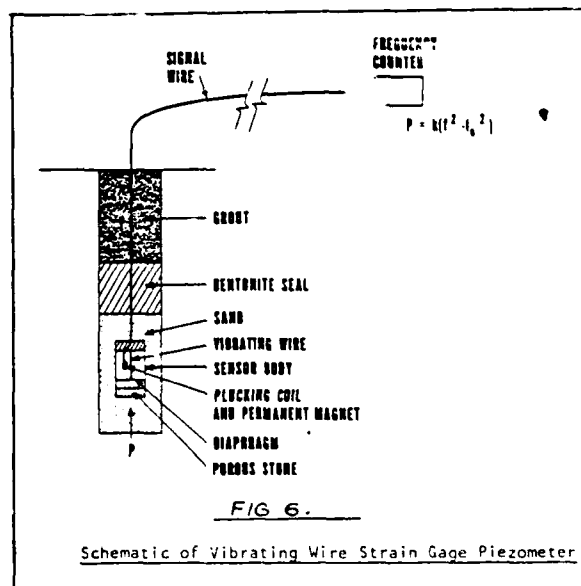 SIGNAL
WIRE
FREQUENCY
COUNTER
P = k(f² - f₀²)
GROUT
BENTONITE SEAL
SAND
VIBRATING WIRE
SENSOR BODY
PLUCKING COIL
AND PERMANENT MAGNET
DIAPHRAGM
POROUS STONE
P
FIG 6.
Schematic of Vibrating Wire Strain Gage Piezometer